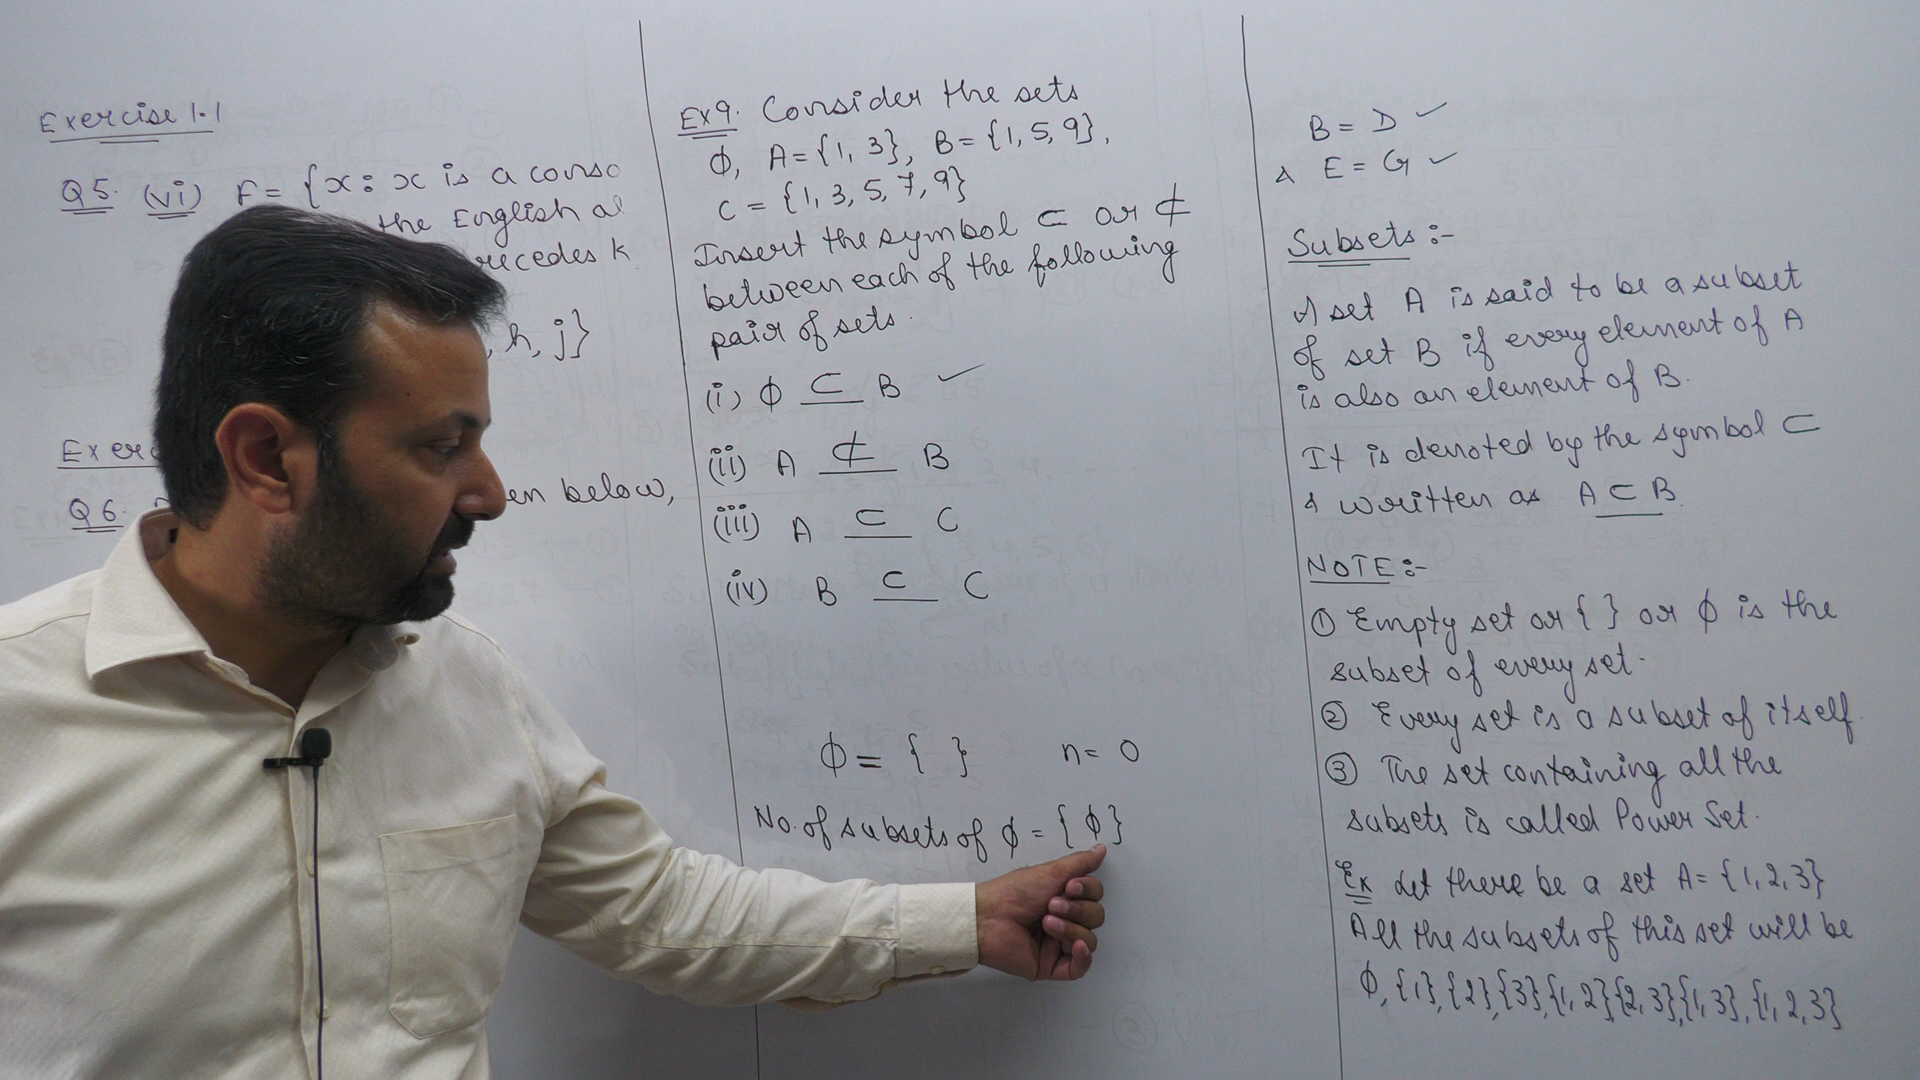 Exercise 1.1
Q5. (vi) F = {x : x is a conso
the English al
recedes k
, h, j}
Exerc
Q6.
en below,
Ex9. Consider the sets
ϕ, A = {1, 3}, B = {1, 5, 9},
C = {1, 3, 5, 7, 9}
Insert the symbol ⊂ or ⊄
between each of the following
pair of sets.
(i) ϕ ⊂ B ✓
(ii) A ⊄ B
(iii) A ⊂ C
(iv) B ⊂ C
ϕ = { } n = 0
No. of subsets of ϕ = {ϕ}
B = D ✓
& E = G ✓
Subsets :-
A set A is said to be a subset
of set B if every element of A
is also an element of B.
It is denoted by the symbol ⊂
& written as A ⊂ B.
NOTE :-
① Empty set or { } or ϕ is the
subset of every set.
② Every set is a subset of itself.
③ The set containing all the
subsets is called Power Set.
Ex Let there be a set A = {1, 2, 3}
All the subsets of this set will be
ϕ, {1}, {2}, {3}, {1, 2}, {2, 3}, {1, 3}, {1, 2, 3}